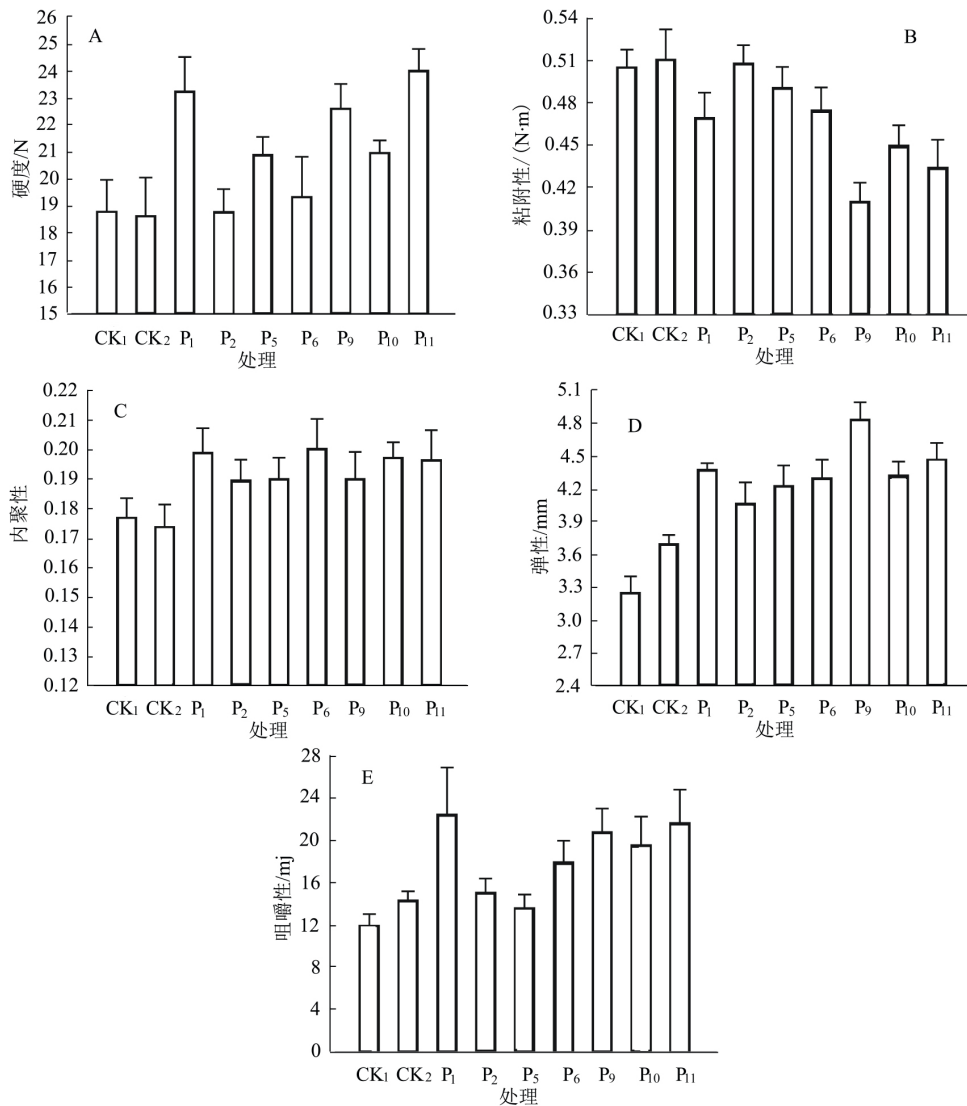 A
硬度/N
26
25
24
23
22
21
20
19
18
17
16
15
CK₁ CK₂ P₁ P₂ P₅ P₆ P₉ P₁₀ P₁₁
处理
B
粘附性/(N·m)
0.54
0.51
0.48
0.45
0.42
0.39
0.36
0.33
CK₁ CK₂ P₁ P₂ P₅ P₆ P₉ P₁₀ P₁₁
处理
C
内聚性
0.22
0.21
0.20
0.19
0.18
0.17
0.16
0.15
0.14
0.13
0.12
CK₁ CK₂ P₁ P₂ P₅ P₆ P₉ P₁₀ P₁₁
处理
D
弹性/mm
5.1
4.8
4.5
4.2
3.9
3.6
3.3
3.0
2.7
2.4
CK₁ CK₂ P₁ P₂ P₅ P₆ P₉ P₁₀ P₁₁
处理
E
咀嚼性/mj
28
24
20
16
12
8
4
0
CK₁ CK₂ P₁ P₂ P₅ P₆ P₉ P₁₀ P₁₁
处理